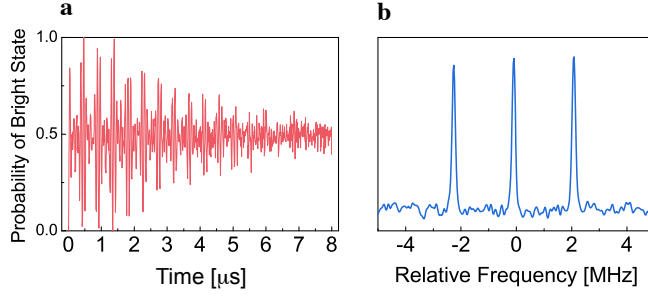 a
Probability of Bright State
1.0
0.5
0.0
0 1 2 3 4 5 6 7 8
Time [μs]
b
-4 -2 0 2 4
Relative Frequency [MHz]